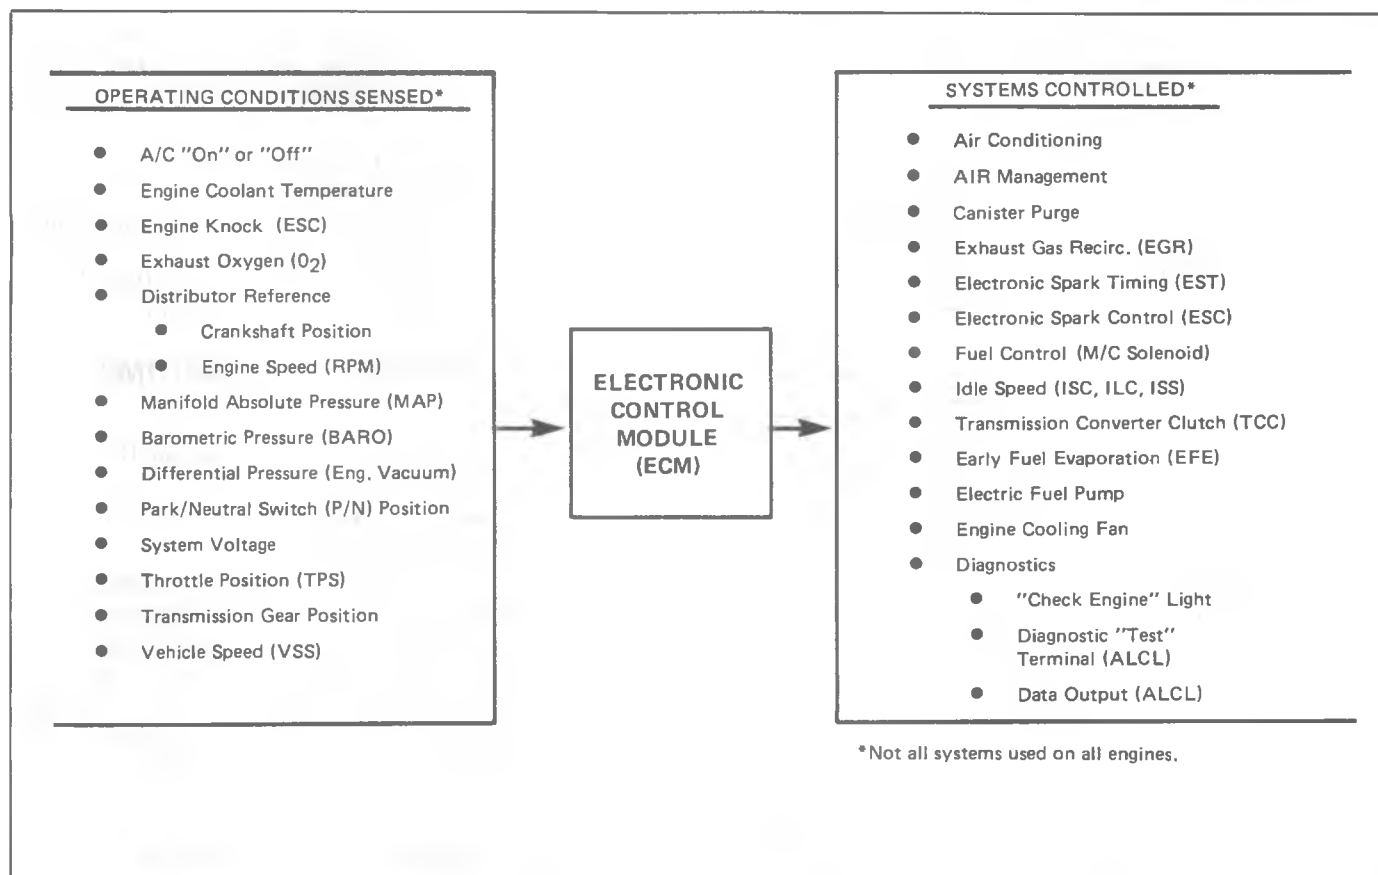 OPERATING CONDITIONS SENSED*
● A/C "On" or "Off"
● Engine Coolant Temperature
● Engine Knock (ESC)
● Exhaust Oxygen (O2)
● Distributor Reference
● Crankshaft Position
● Engine Speed (RPM)
● Manifold Absolute Pressure (MAP)
● Barometric Pressure (BARO)
● Differential Pressure (Eng. Vacuum)
● Park/Neutral Switch (P/N) Position
● System Voltage
● Throttle Position (TPS)
● Transmission Gear Position
● Vehicle Speed (VSS)
ELECTRONIC
CONTROL
MODULE
(ECM)
SYSTEMS CONTROLLED*
● Air Conditioning
● AIR Management
● Canister Purge
● Exhaust Gas Recirc. (EGR)
● Electronic Spark Timing (EST)
● Electronic Spark Control (ESC)
● Fuel Control (M/C Solenoid)
● Idle Speed (ISC, ILC, ISS)
● Transmission Converter Clutch (TCC)
● Early Fuel Evaporation (EFE)
● Electric Fuel Pump
● Engine Cooling Fan
● Diagnostics
● "Check Engine" Light
● Diagnostic "Test"
Terminal (ALCL)
● Data Output (ALCL)
*Not all systems used on all engines.